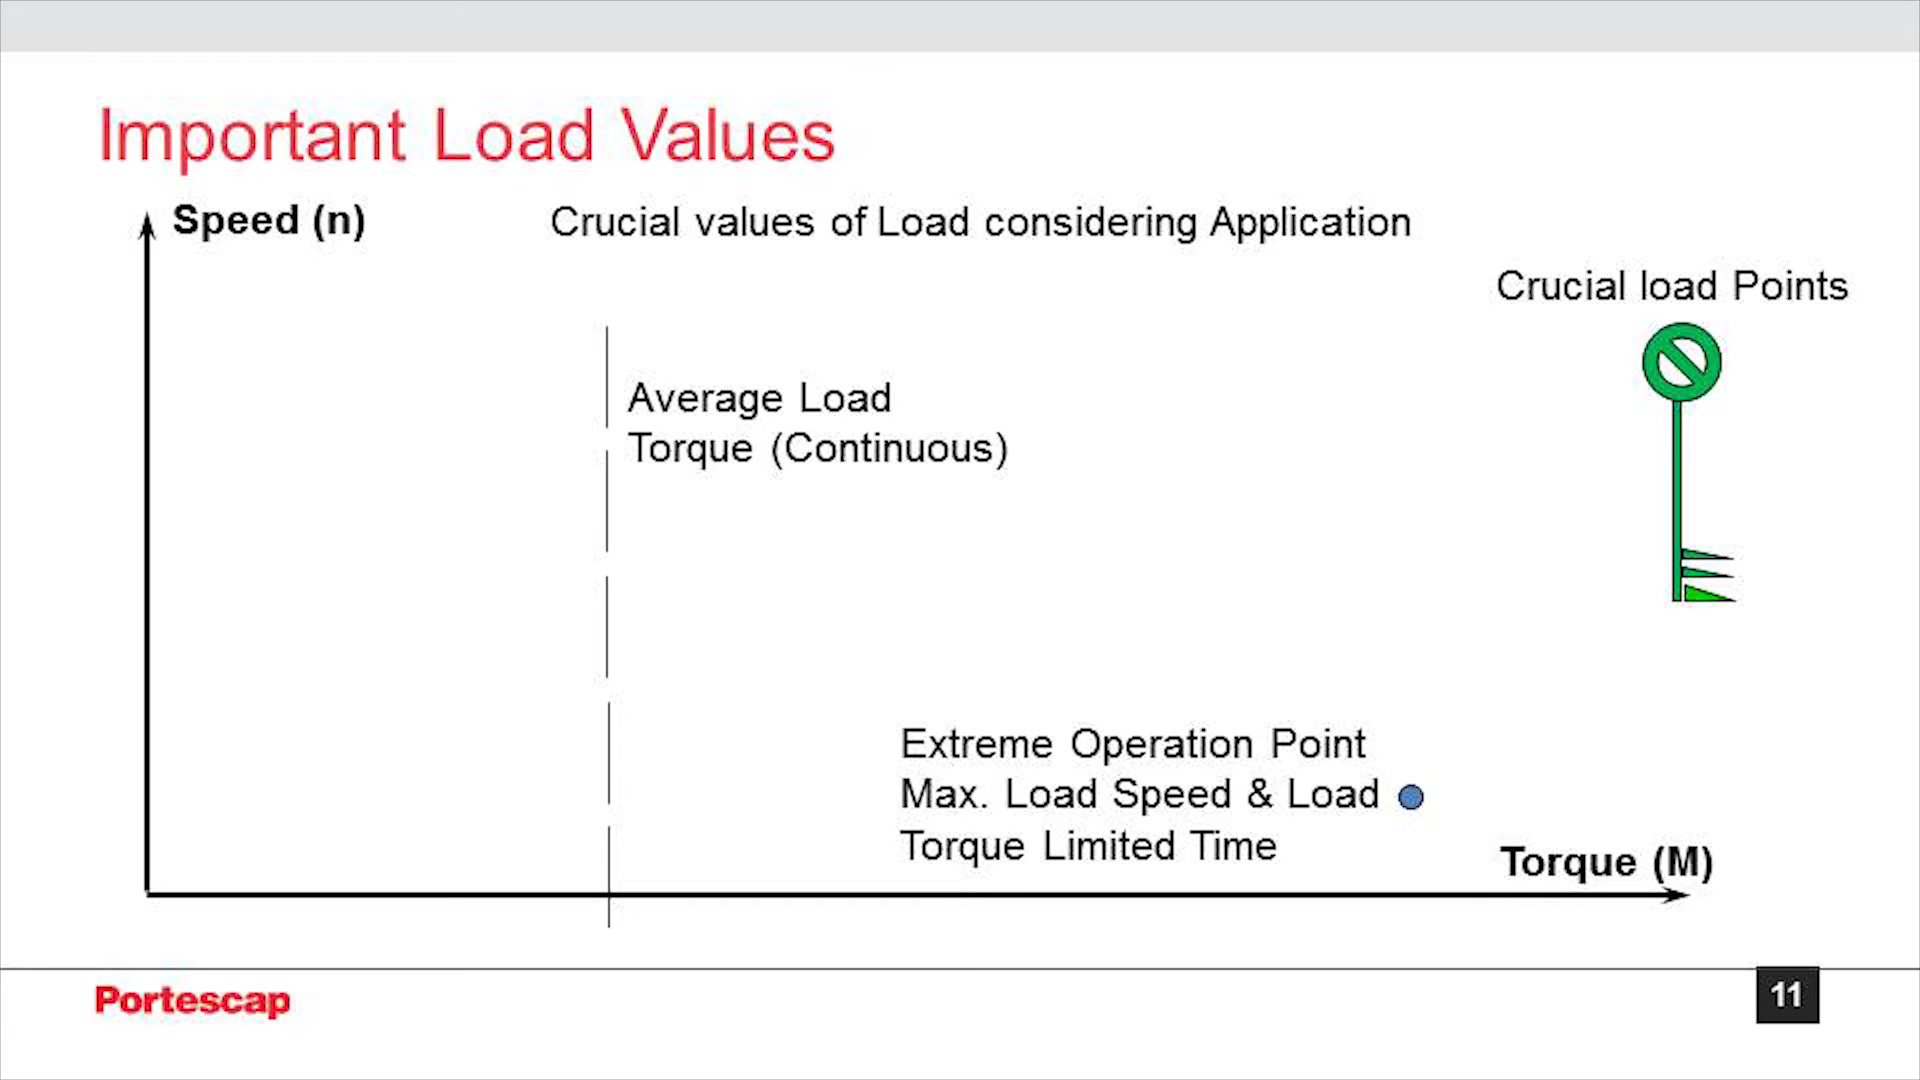 Important Load Values
Speed (n)
Crucial values of Load considering Application
Crucial load Points
Average Load
Torque (Continuous)
Extreme Operation Point
Max. Load Speed & Load
Torque Limited Time
Torque (M)
Portescap
11